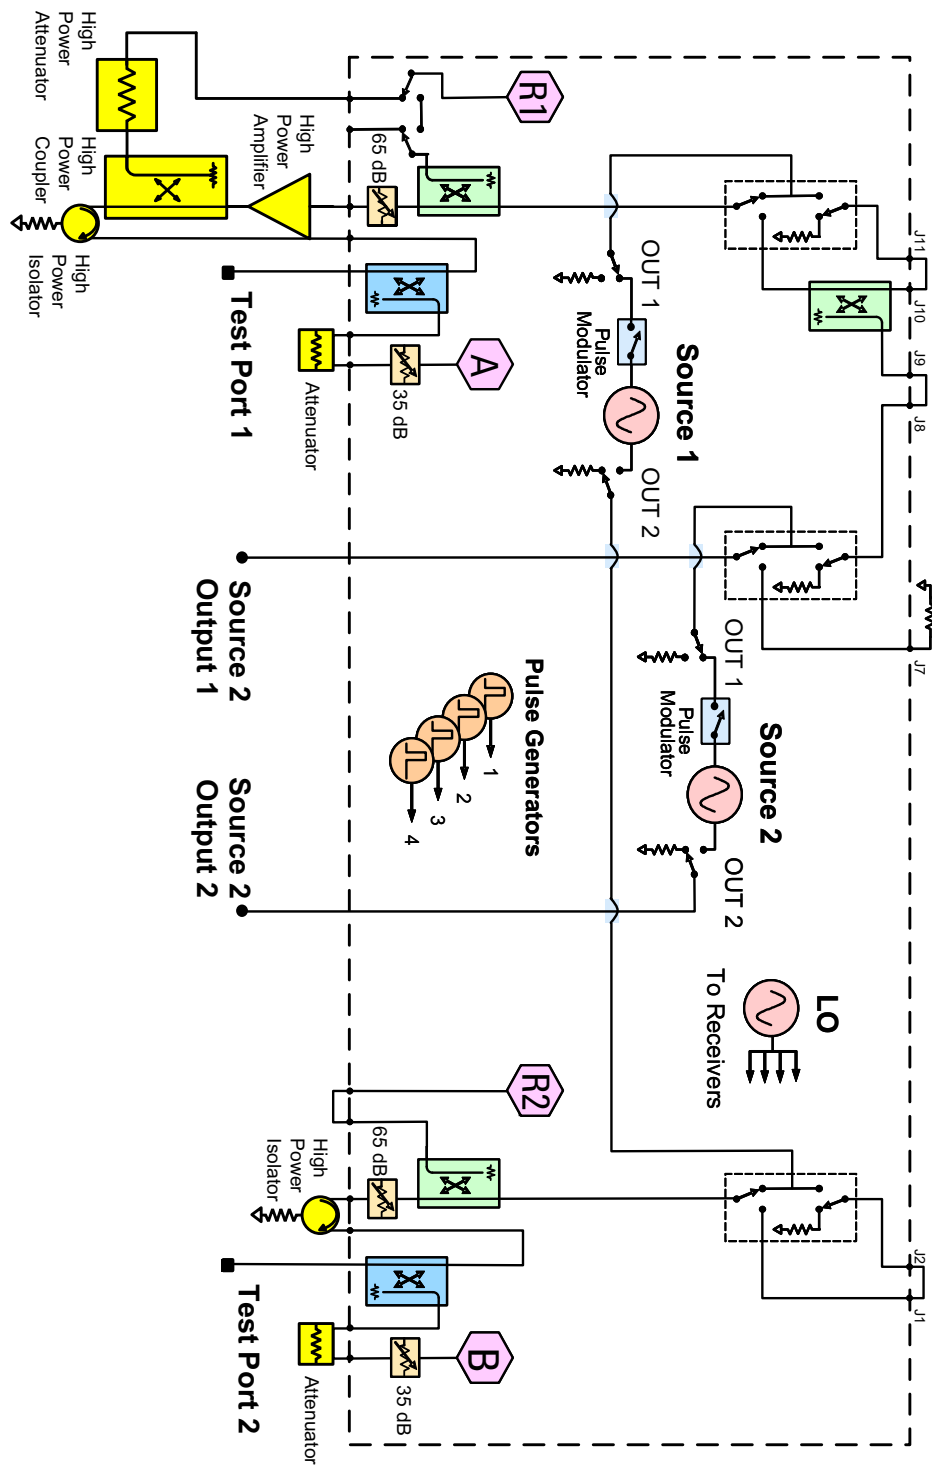 J11
J10
J9
J8
J7
J2
J1
LO
To Receivers
Source 1
OUT 1
Pulse
Modulator
OUT 2
Source 2
OUT 1
Pulse
Modulator
OUT 2
R1
R2
A
B
Pulse Generators
1
2
3
4
65 dB
35 dB
65 dB
35 dB
High
Power
Attenuator
High
Power
Coupler
High
Power
Amplifier
High
Power
Isolator
Test Port 1
Attenuator
Source 2
Output 1
Source 2
Output 2
High
Power
Isolator
Test Port 2
Attenuator